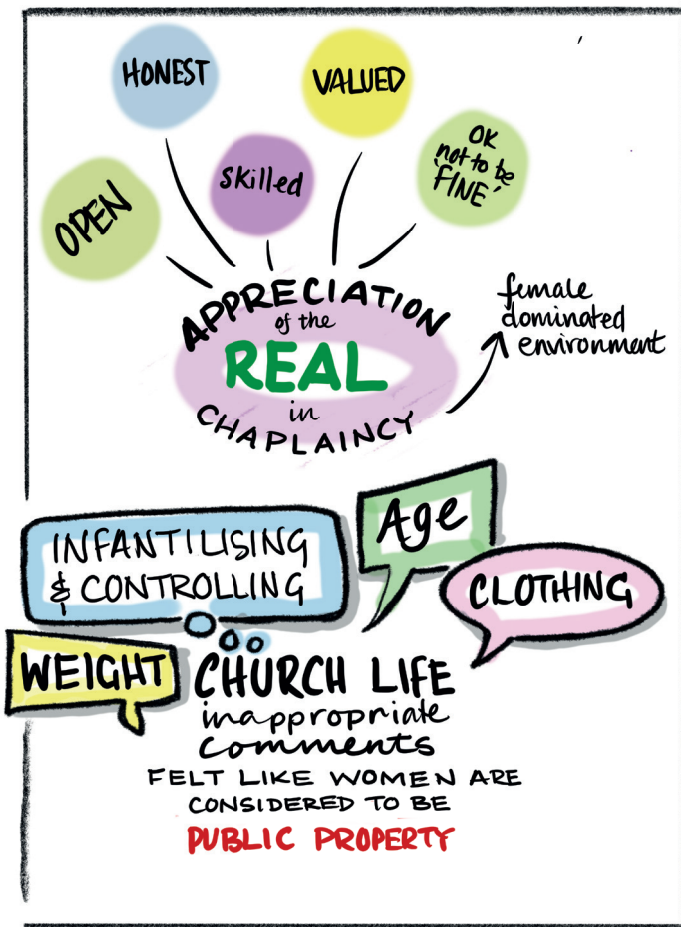 HONEST
VALUED
OPEN
Skilled
OK
not to be
'FINE'
APPRECIATION
of the
REAL
in
CHAPLAINCY
female
dominated
environment
INFANTILISING
& CONTROLLING
Age
CLOTHING
WEIGHT
CHURCH LIFE
inappropriate
comments
FELT LIKE WOMEN ARE
CONSIDERED TO BE
PUBLIC PROPERTY